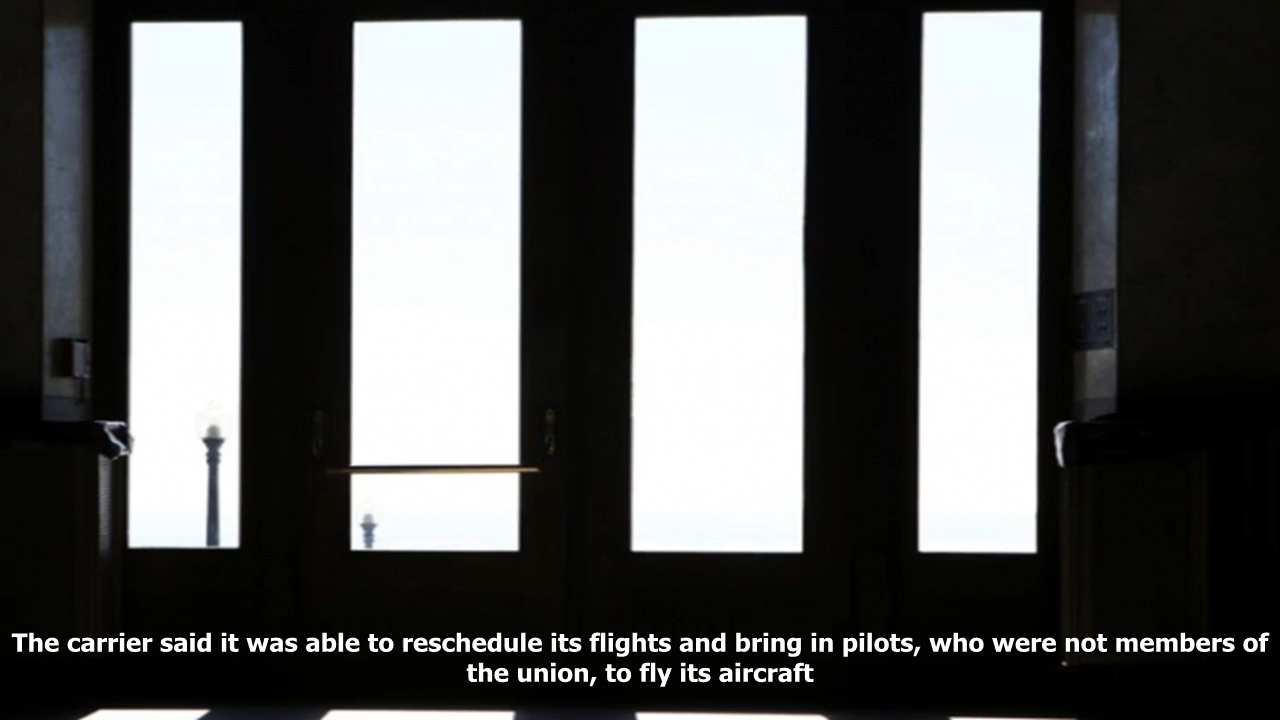 The carrier said it was able to reschedule its flights and bring in pilots, who were not members of
the union, to fly its aircraft